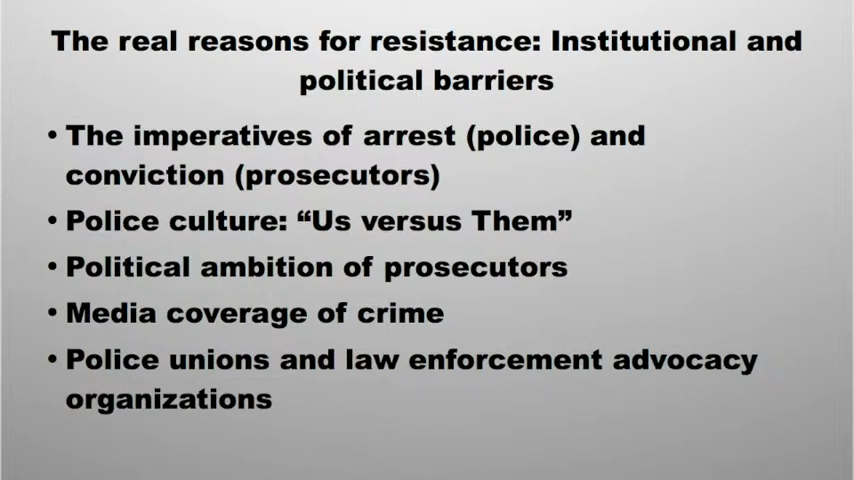 The real reasons for resistance: Institutional and
political barriers
• The imperatives of arrest (police) and
conviction (prosecutors)
• Police culture: “Us versus Them”
• Political ambition of prosecutors
• Media coverage of crime
• Police unions and law enforcement advocacy
organizations